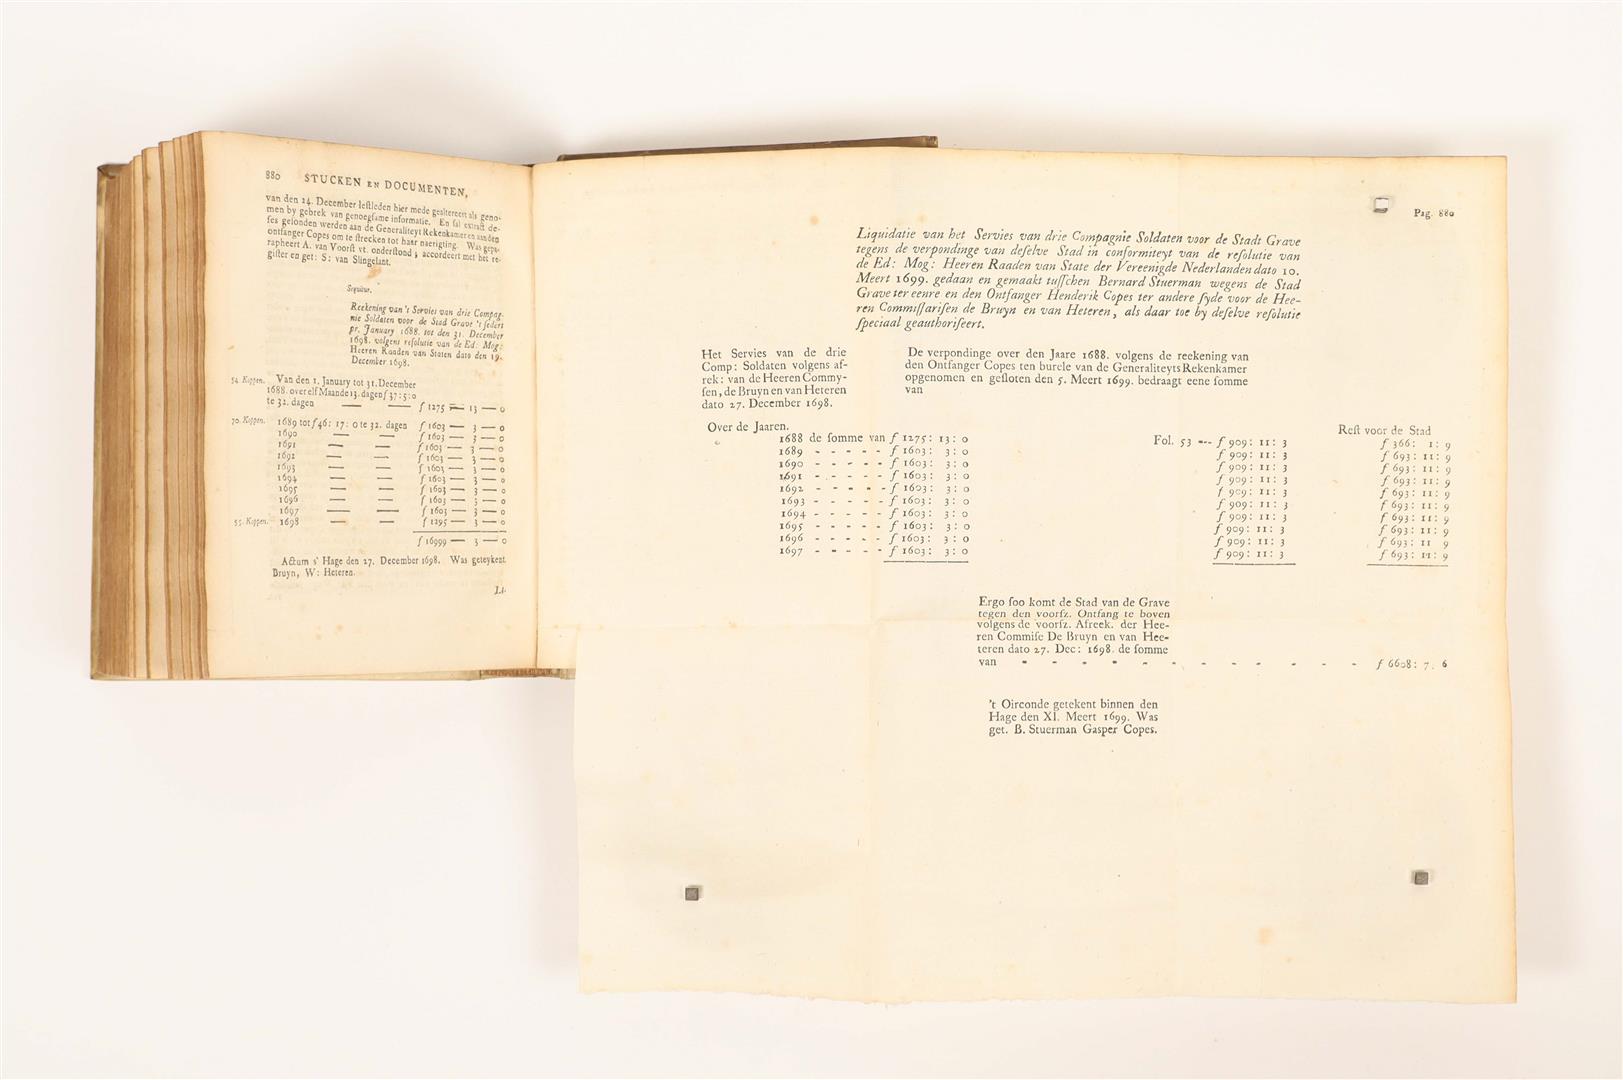 880 STUCKEN EN DOCUMENTEN,
van den 24. December leſtleden hier mede gealtereert als geno-
men by gebrek van genoegſame informatie. En ſal extract de-
ſes geſonden werden aan de Generaliteyt Rekenkamer en aan den
ontfanger Copes om te ſtrecken tot haar naerigting. Was gepa-
rapheert A. van Voorſt vt. onderſtond; accordeert met het re-
giſter en get: S: van Slingelant.
Sequitur.
Reekening van 't Servies van drie Compag-
nie Soldaten voor de Stad Grave 't ſedert
pr. January 1688. tot den 31. December
1698. volgens reſolutie van de Ed: Mog:
Heeren Raaden van Staten dato den 19.
December 1698.
54. Koppen. Van den 1. January tot 31. December
1688. over elf Maande 13. dagen f 37: 5: 0
te 32. dagen — — f 1275 — 13 — 0
70. Koppen. 1689 tot f 46: 17: 0 te 32. dagen f 1603 — 3 — 0
1690 — — f 1603 — 3 — 0
1691 — — f 1603 — 3 — 0
1692 — — f 1603 — 3 — 0
1693 — — f 1603 — 3 — 0
1694 — — f 1603 — 3 — 0
1695 — — f 1603 — 3 — 0
1696 — — f 1603 — 3 — 0
1697 — — f 1603 — 3 — 0
55. Koppen. 1698 — — f 1295 — 3 — 0
f 16999 — 3 — 0
Actum s' Hage den 27. December 1698. Was geteykent.
Bruyn, W: Heteren.
Li-
Pag. 880
Liquidatie van het Servies van drie Compagnie Soldaten voor de Stadt Grave
tegens de verpondinge van deſelve Stad in conformiteyt van de reſolutie van
de Ed: Mog: Heeren Raaden van State der Vereenigde Nederlanden dato 10.
Meert 1699. gedaan en gemaakt tuſſchen Bernard Stuerman wegens de Stad
Grave ter eenre en den Ontfanger Henderik Copes ter andere ſyde voor de Hee-
ren Commiſſariſen de Bruyn en van Heteren, als daar toe by deſelve reſolutie
ſpeciaal geauthoriſeert.
Het Servies van de drie
Comp: Soldaten volgens af-
rek: van de Heeren Commy-
ſen, de Bruyn en van Heteren
dato 27. December 1698.
De verpondinge over den Jaare 1688. volgens de reekening van
den Ontfanger Copes ten burele van de Generaliteyts Rekenkamer
opgenomen en geſloten den 5. Meert 1699. bedraagt eene ſomme
van
Over de Jaaren. Reſt voor de Stad
1688 de ſomme van f 1275: 13: 0 Fol. 53 --- f 909: 11: 3 f 366: 1: 9
1689 - - - - - f 1603: 3: 0 f 909: 11: 3 f 693: 11: 9
1690 - - - - - f 1603: 3: 0 f 909: 11: 3 f 693: 11: 9
1691 - - - - - f 1603: 3: 0 f 909: 11: 3 f 693: 11: 9
1692 - - - - - f 1603: 3: 0 f 909: 11: 3 f 693: 11: 9
1693 - - - - - f 1603: 3: 0 f 909: 11: 3 f 693: 11: 9
1694 - - - - - f 1603: 3: 0 f 909: 11: 3 f 693: 11: 9
1695 - - - - - f 1603: 3: 0 f 909: 11: 3 f 693: 11: 9
1696 - - - - - f 1603: 3: 0 f 909: 11: 3 f 693: 11 9
1697 - - - - - f 1603: 3: 0 f 909: 11: 3 f 693: 11: 9
Ergo ſoo komt de Stad van de Grave
tegen den voorſz. Ontfang te boven
volgens de voorſz. Afreek. der Hee-
ren Commiſe De Bruyn en van Hee-
teren dato 27. Dec: 1698. de ſomme
van - - - - - - - - - - - - f 6608: 7. 6
't Oirconde getekent binnen den
Hage den XI. Meert 1699. Was
get. B. Stuerman Gasper Copes.